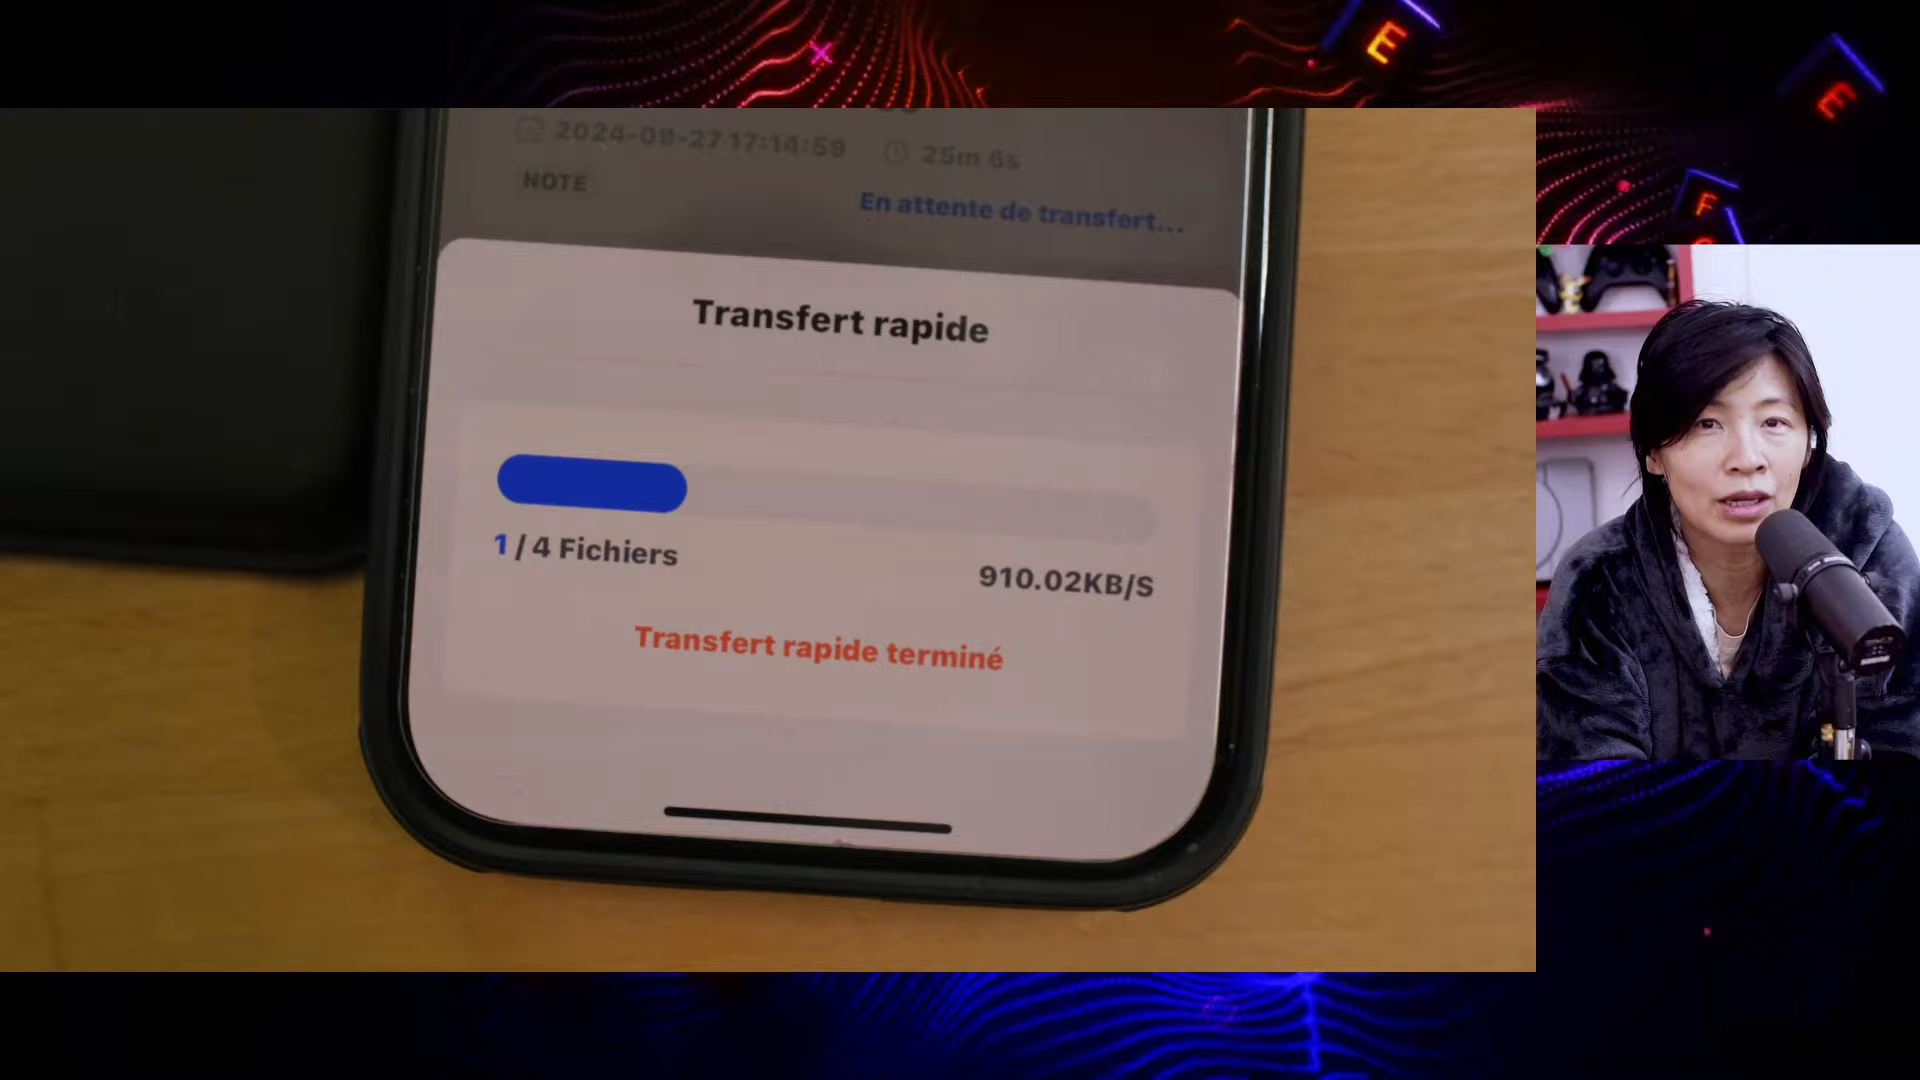 E
E
F
2024-09-27 17:14:59 25m 6s
NOTE
En attente de transfert...
Transfert rapide
1 / 4 Fichiers
910.02KB/S
Transfert rapide terminé